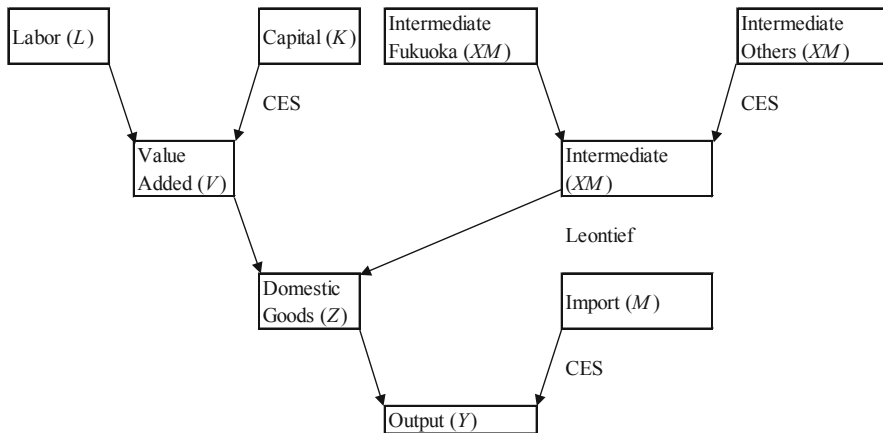 Labor (L)
Capital (K)
Intermediate
Fukuoka (XM)
Intermediate
Others (XM)
CES
CES
Value
Added (V)
Intermediate
(XM)
Leontief
Domestic
Goods (Z)
Import (M)
CES
Output (Y)